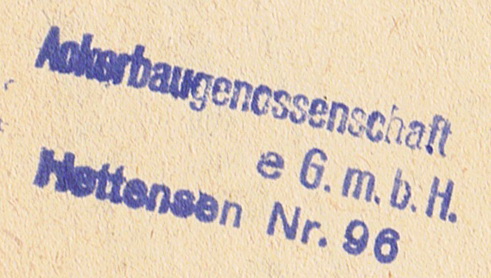 Ackerbaugenossenschaft
e G.m.b.H.
Hettensen Nr. 96